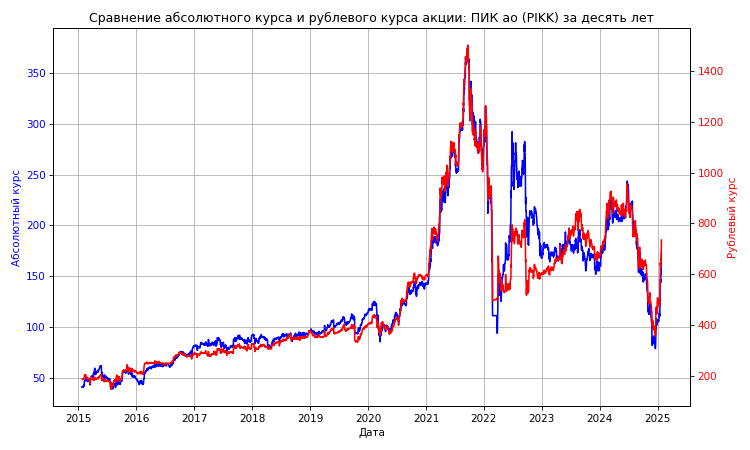 Сравнение абсолютного курса и рублевого курса акции: ПИК ао (PIKK) за десять лет
Абсолютный курс
350
300
250
200
150
100
50
1400
1200
1000
800
600
400
200
Рублевый курс
2015 2016 2017 2018 2019 2020 2021 2022 2023 2024 2025
Дата